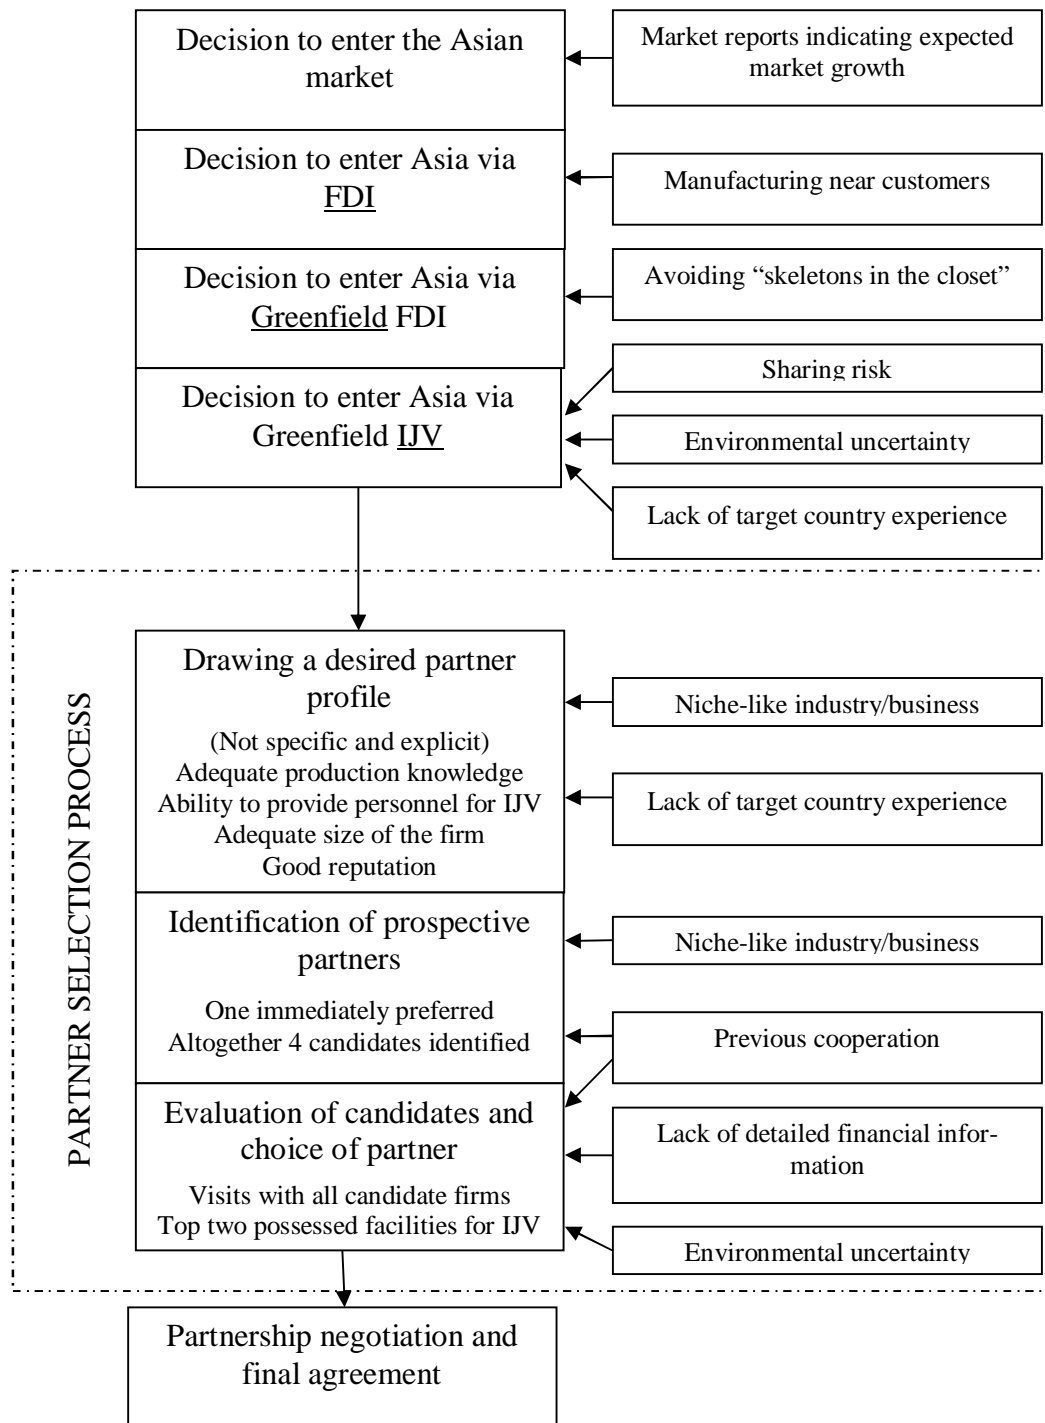 Decision to enter the Asian
market
Market reports indicating expected
market growth
Decision to enter Asia via
FDI
Manufacturing near customers
Decision to enter Asia via
Greenfield FDI
Avoiding “skeletons in the closet”
Decision to enter Asia via
Greenfield IJV
Sharing risk
Environmental uncertainty
Lack of target country experience
PARTNER SELECTION PROCESS
Drawing a desired partner
profile
(Not specific and explicit)
Adequate production knowledge
Ability to provide personnel for IJV
Adequate size of the firm
Good reputation
Niche-like industry/business
Lack of target country experience
Identification of prospective
partners
One immediately preferred
Altogether 4 candidates identified
Niche-like industry/business
Previous cooperation
Evaluation of candidates and
choice of partner
Visits with all candidate firms
Top two possessed facilities for IJV
Lack of detailed financial infor-
mation
Environmental uncertainty
Partnership negotiation and
final agreement